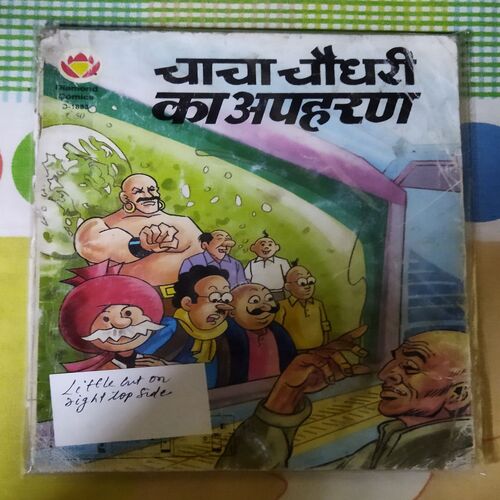 चाचा चौधरी
का अपहरण
Diamond
Comics
Little cut on
right top side